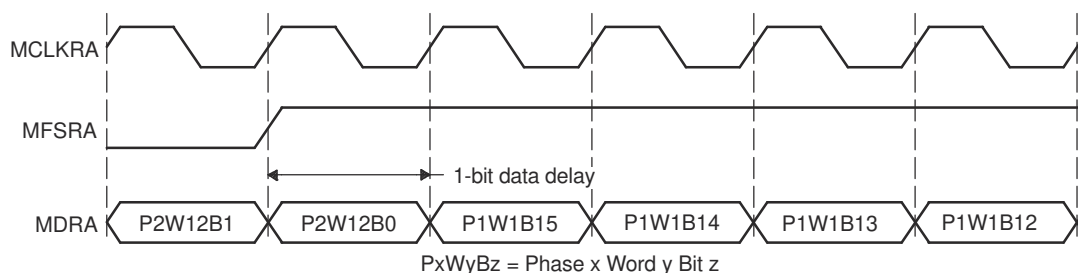 MCLKRA
MFSRA
1-bit data delay
MDRA P2W12B1 P2W12B0 P1W1B15 P1W1B14 P1W1B13 P1W1B12
PxWyBz = Phase x Word y Bit z